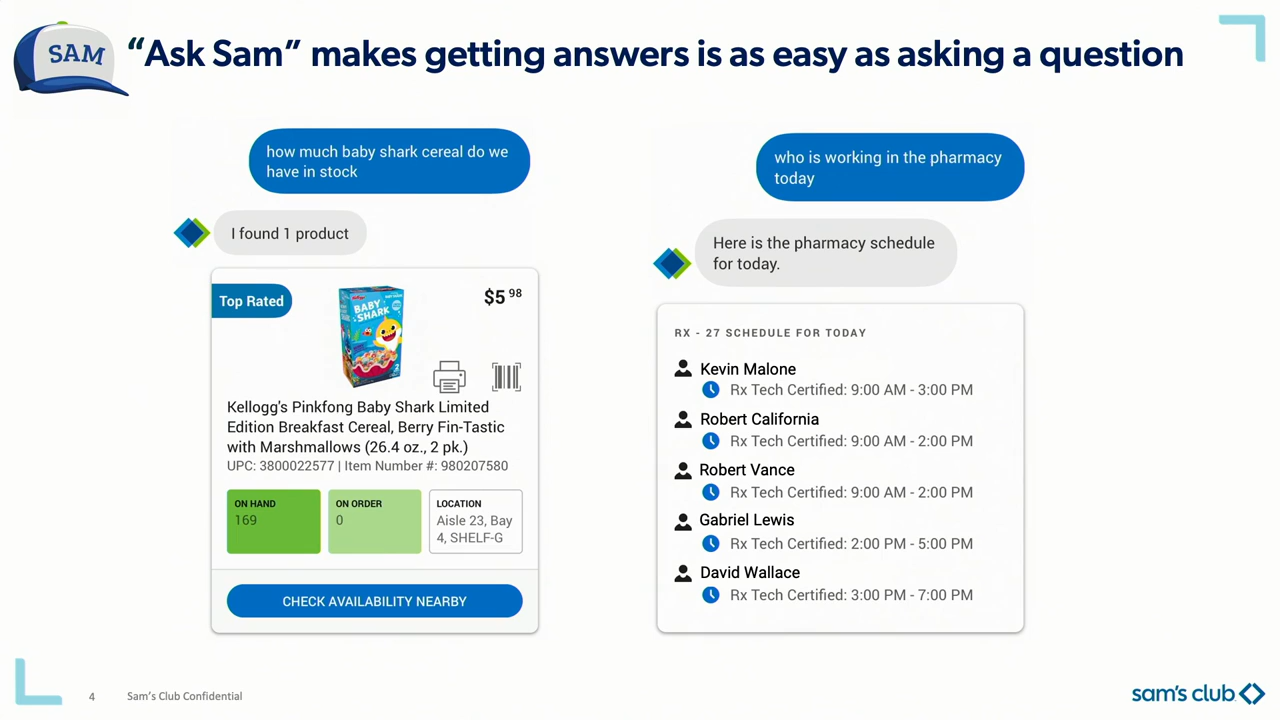 SAM
“Ask Sam” makes getting answers is as easy as asking a question
how much baby shark cereal do we
have in stock
I found 1 product
Top Rated
$5 98
BABY
SHARK
Kellogg's Pinkfong Baby Shark Limited
Edition Breakfast Cereal, Berry Fin-Tastic
with Marshmallows (26.4 oz., 2 pk.)
UPC: 3800022577 | Item Number #: 980207580
ON HAND
169
ON ORDER
0
LOCATION
Aisle 23, Bay
4, SHELF-G
CHECK AVAILABILITY NEARBY
who is working in the pharmacy
today
Here is the pharmacy schedule
for today.
RX - 27 SCHEDULE FOR TODAY
Kevin Malone
Rx Tech Certified: 9:00 AM - 3:00 PM
Robert California
Rx Tech Certified: 9:00 AM - 2:00 PM
Robert Vance
Rx Tech Certified: 9:00 AM - 2:00 PM
Gabriel Lewis
Rx Tech Certified: 2:00 PM - 5:00 PM
David Wallace
Rx Tech Certified: 3:00 PM - 7:00 PM
4
Sam's Club Confidential
sam's club